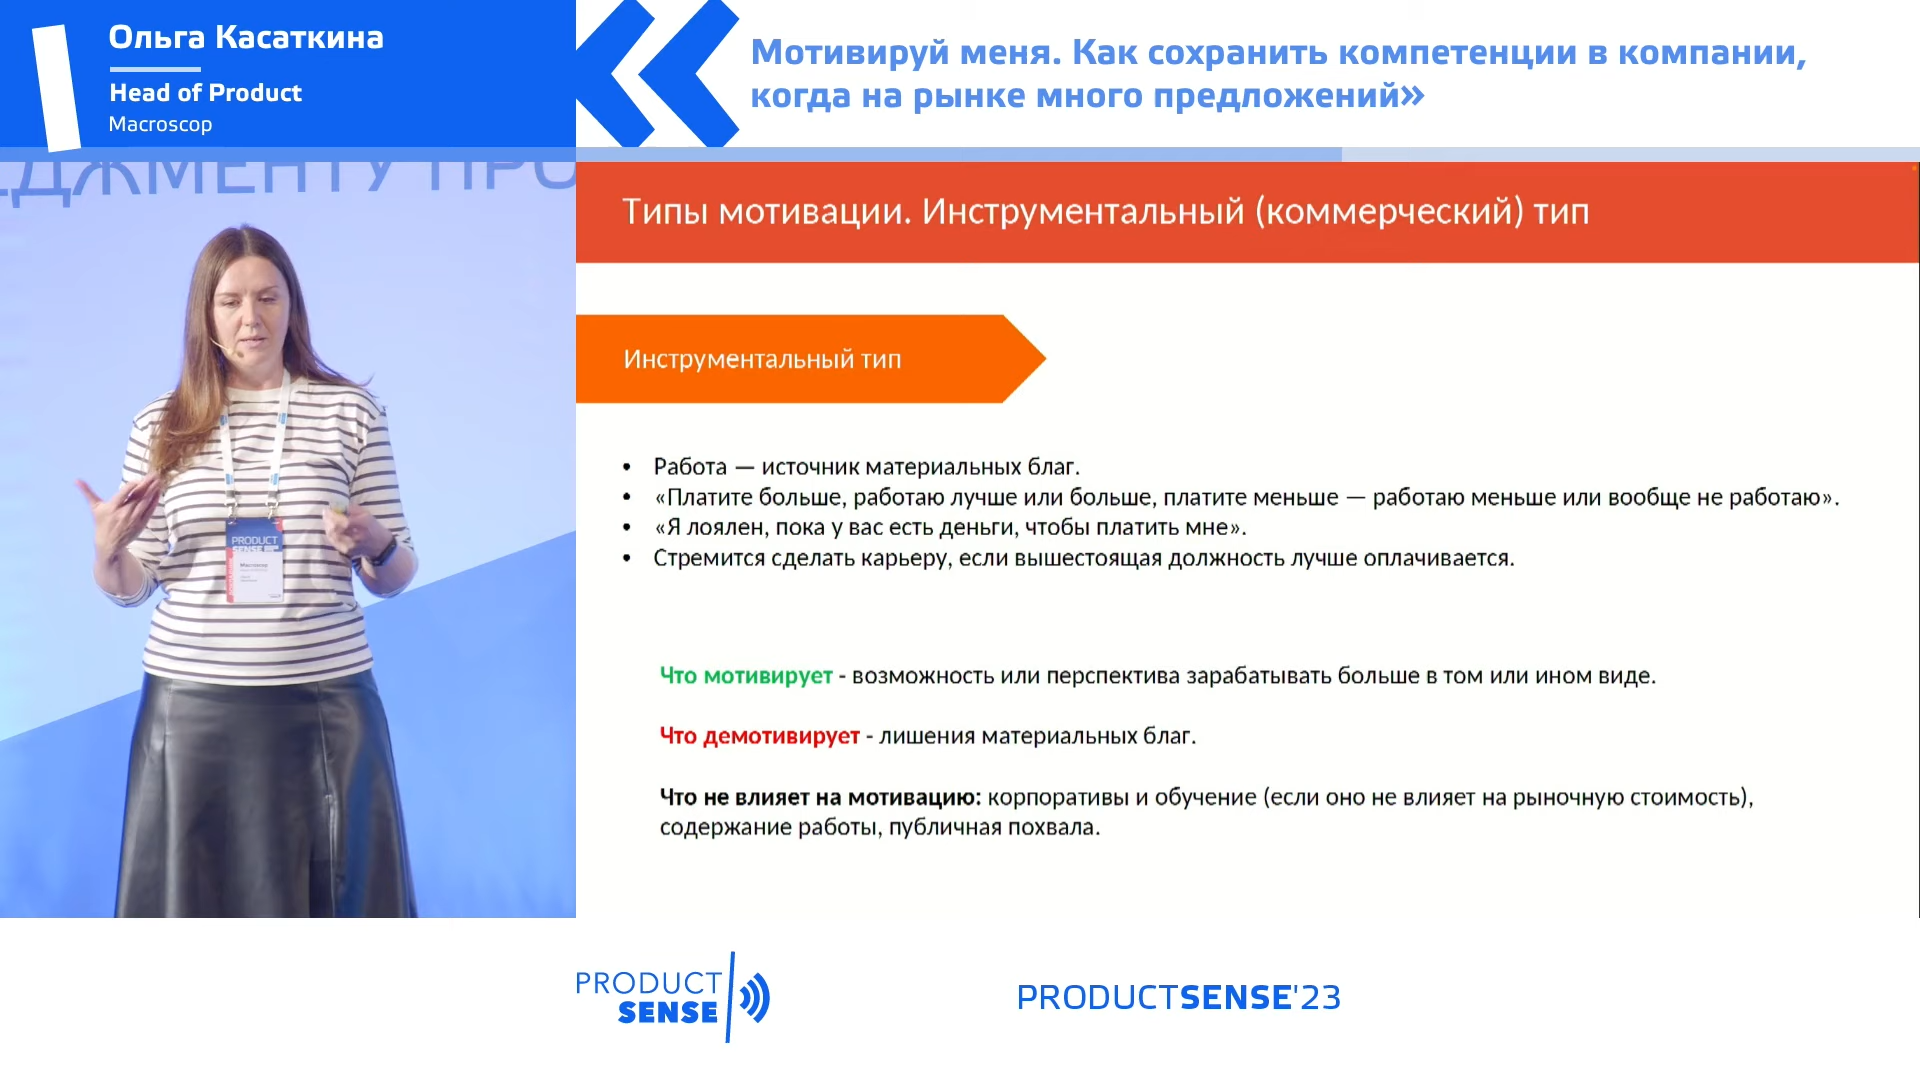 Ольга Касаткина
Head of Product
Macroscop
Мотивируй меня. Как сохранить компетенции в компании,
когда на рынке много предложений»
ЕДЖМЕНТУ ПРО
Типы мотивации. Инструментальный (коммерческий) тип
Инструментальный тип
• Работа — источник материальных благ.
• «Платите больше, работаю лучше или больше, платите меньше — работаю меньше или вообще не работаю».
• «Я лоялен, пока у вас есть деньги, чтобы платить мне».
• Стремится сделать карьеру, если вышестоящая должность лучше оплачивается.
Что мотивирует - возможность или перспектива зарабатывать больше в том или ином виде.
Что демотивирует - лишения материальных благ.
Что не влияет на мотивацию: корпоративы и обучение (если оно не влияет на рыночную стоимость),
содержание работы, публичная похвала.
PRODUCT
SENSE
Macroscop
PRODUCT
SENSE
PRODUCTSENSE'23